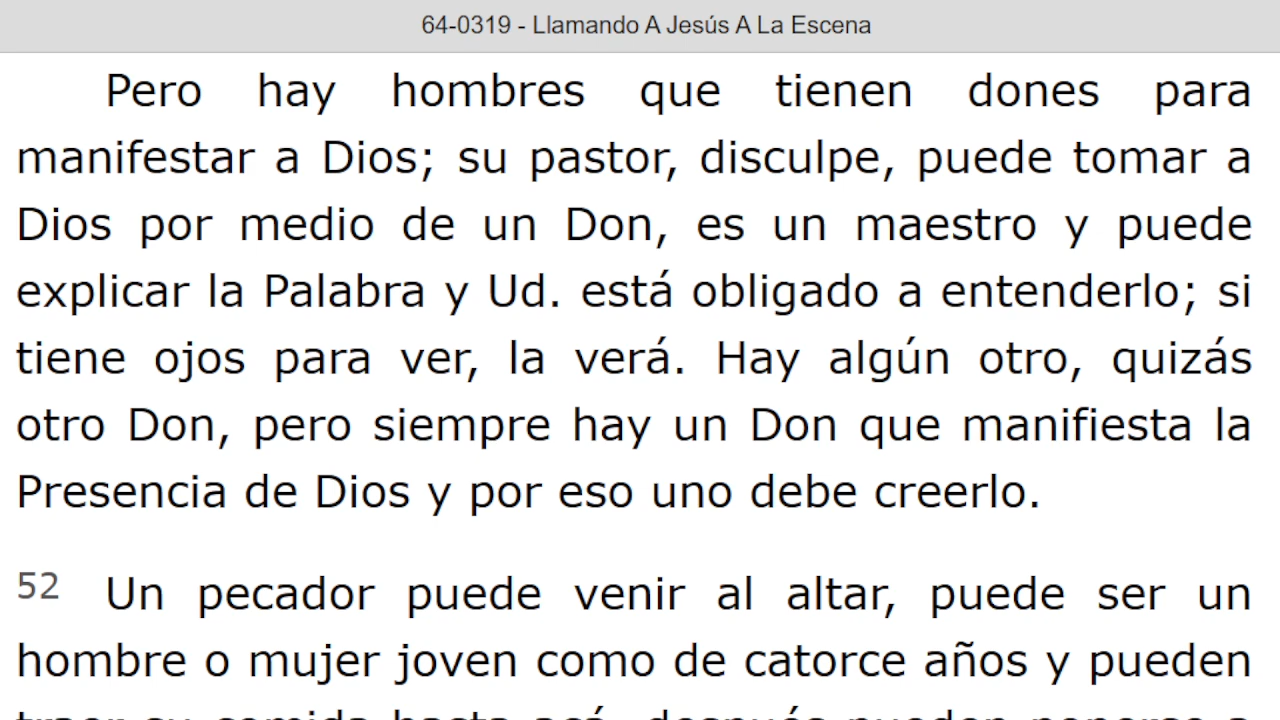 64-0319 - Llamando A Jesús A La Escena
Pero hay hombres que tienen dones para
manifestar a Dios; su pastor, disculpe, puede tomar a
Dios por medio de un Don, es un maestro y puede
explicar la Palabra y Ud. está obligado a entenderlo; si
tiene ojos para ver, la verá. Hay algún otro, quizás
otro Don, pero siempre hay un Don que manifiesta la
Presencia de Dios y por eso uno debe creerlo.
52 Un pecador puede venir al altar, puede ser un
hombre o mujer joven como de catorce años y pueden